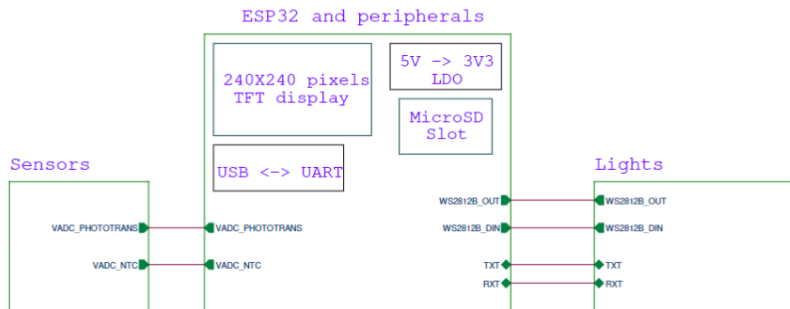 ESP32 and peripherals
240X240 pixels
TFT display
5V -> 3V3
LDO
MicroSD
Slot
USB <-> UART
Sensors
VADC_PHOTOTRANS
VADC_NTC
VADC_PHOTOTRANS
VADC_NTC
WS2812B_OUT
WS2812B_DIN
TXT
RXT
Lights
WS2812B_OUT
WS2812B_DIN
TXT
RXT